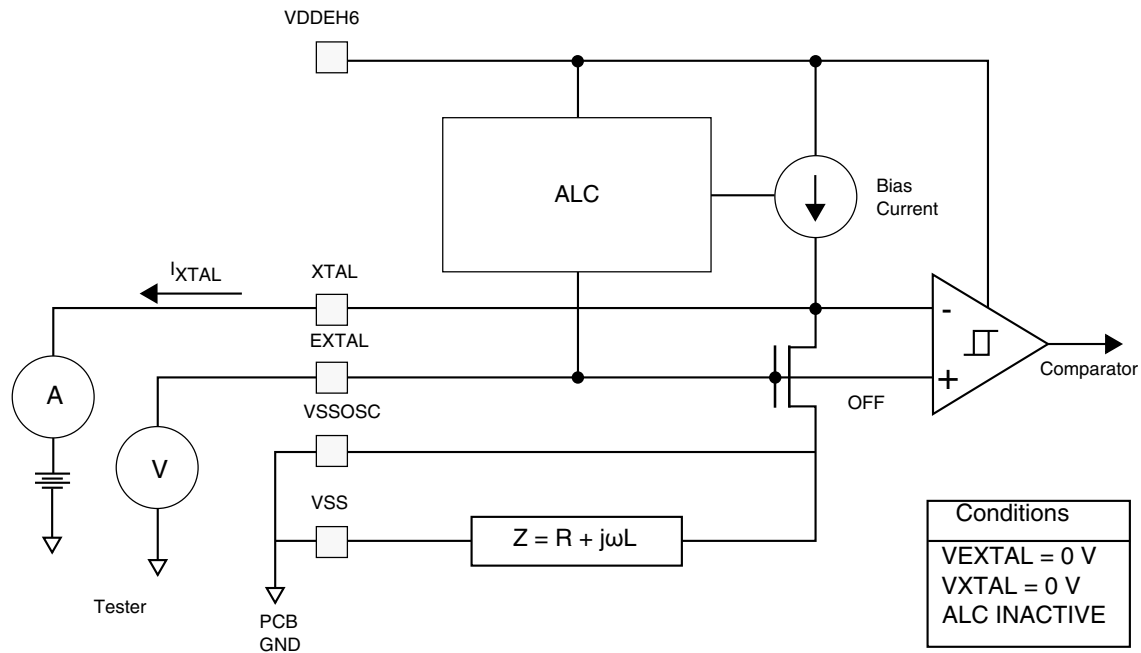 VDDEH6
ALC
Bias
Current
IXTAL
XTAL
EXTAL
-
+
Comparator
A
V
VSSOSC
OFF
VSS
Z = R + jωL
Conditions
VEXTAL = 0 V
VXTAL = 0 V
ALC INACTIVE
Tester
PCB
GND